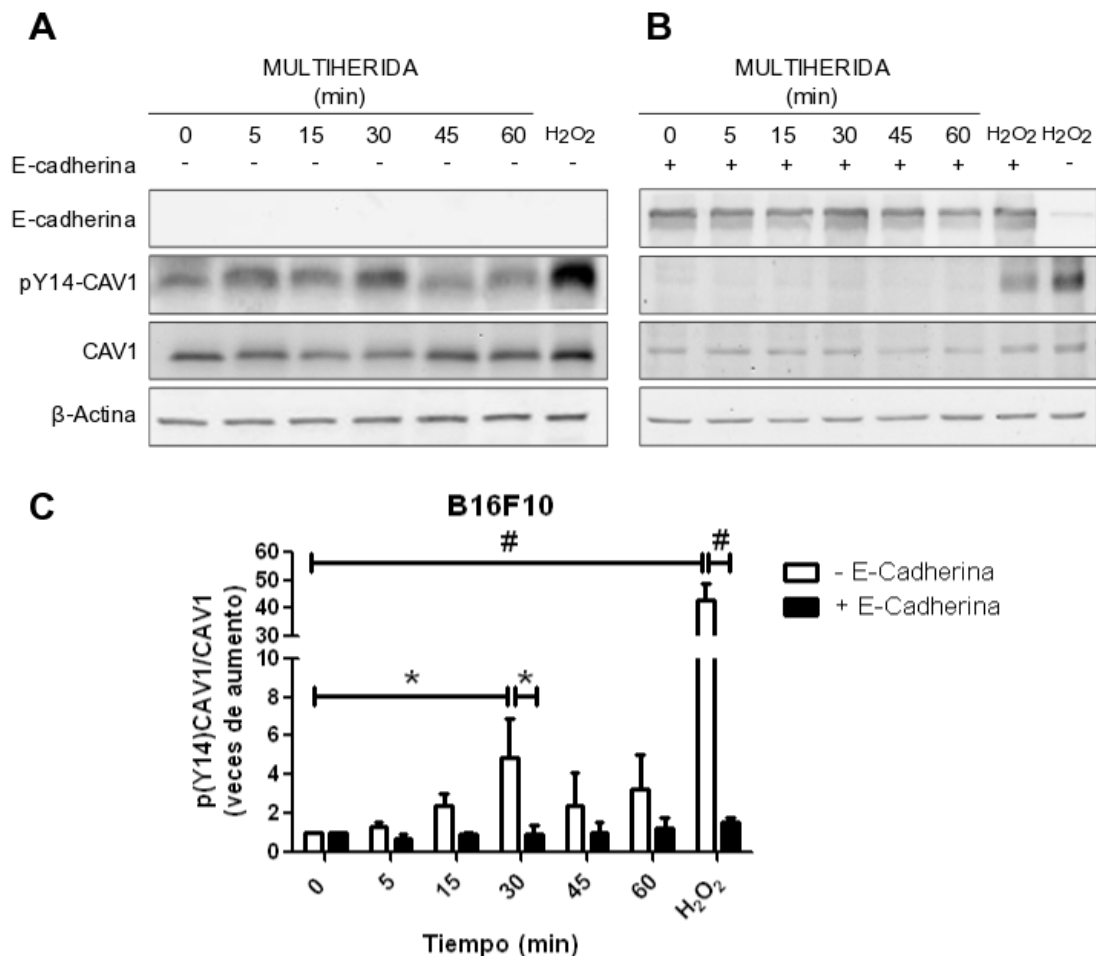 A
MULTIHERIDA
(min)
0 5 15 30 45 60 H₂O₂
E-cadherina - - - - - - -
E-cadherina
pY14-CAV1
CAV1
β-Actina
B
MULTIHERIDA
(min)
0 5 15 30 45 60 H₂O₂ H₂O₂
+ + + + + + + -
C
B16F10
# #
* *
p(Y14)CAV1/CAV1
(veces de aumento)
60
50
40
30
10
8
6
4
2
0
0 5 15 30 45 60 H₂O₂
Tiempo (min)
- E-Cadherina
+ E-Cadherina